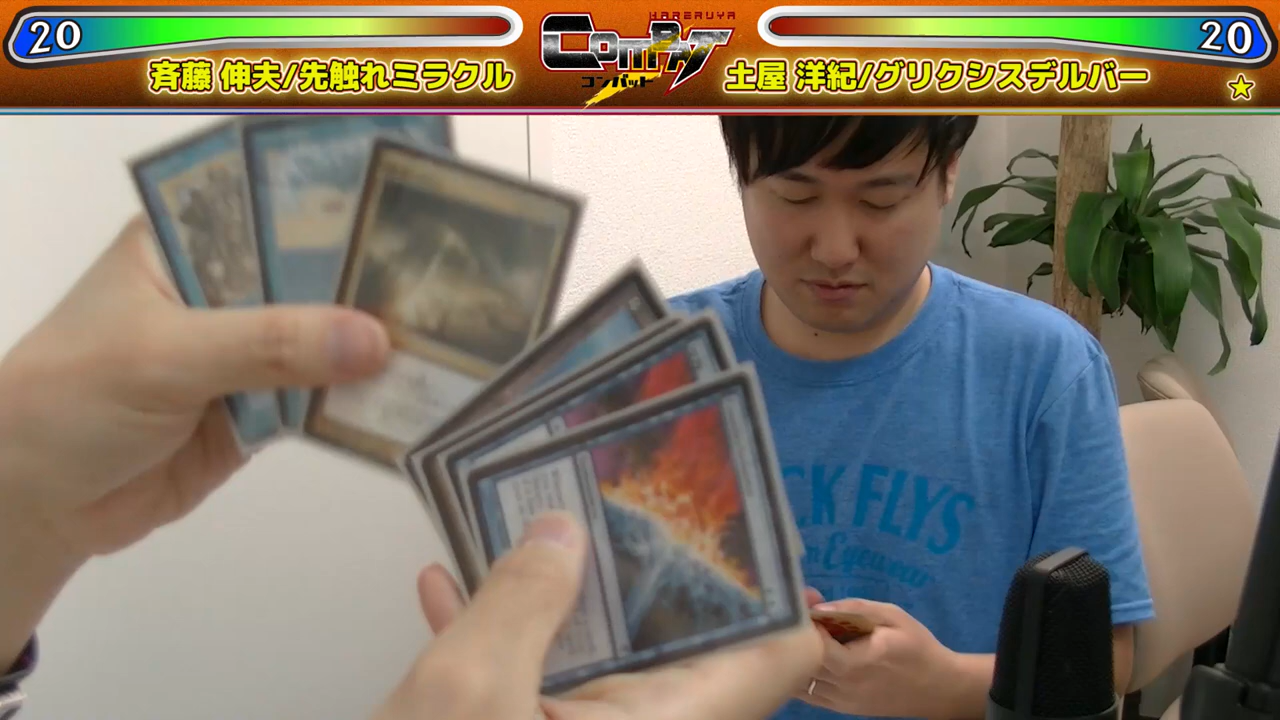 20
HARERUYA
COMBAT
コンバット
20
斉藤 伸夫/先触れミラクル
土屋 洋紀/グリクシスデルバー
CK FLYS
n Eyewear